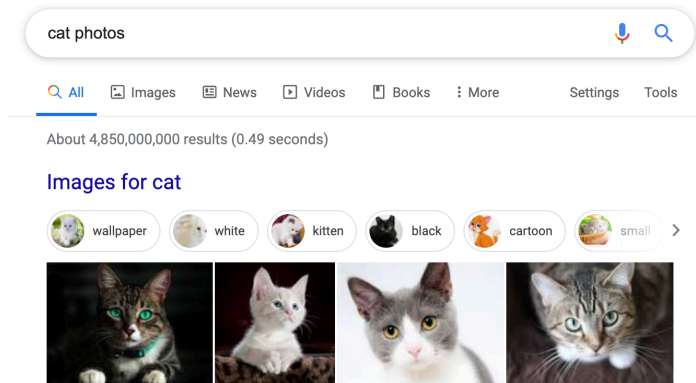 cat photos
All Images News Videos Books More Settings Tools
About 4,850,000,000 results (0.49 seconds)
Images for cat
wallpaper white kitten black cartoon small